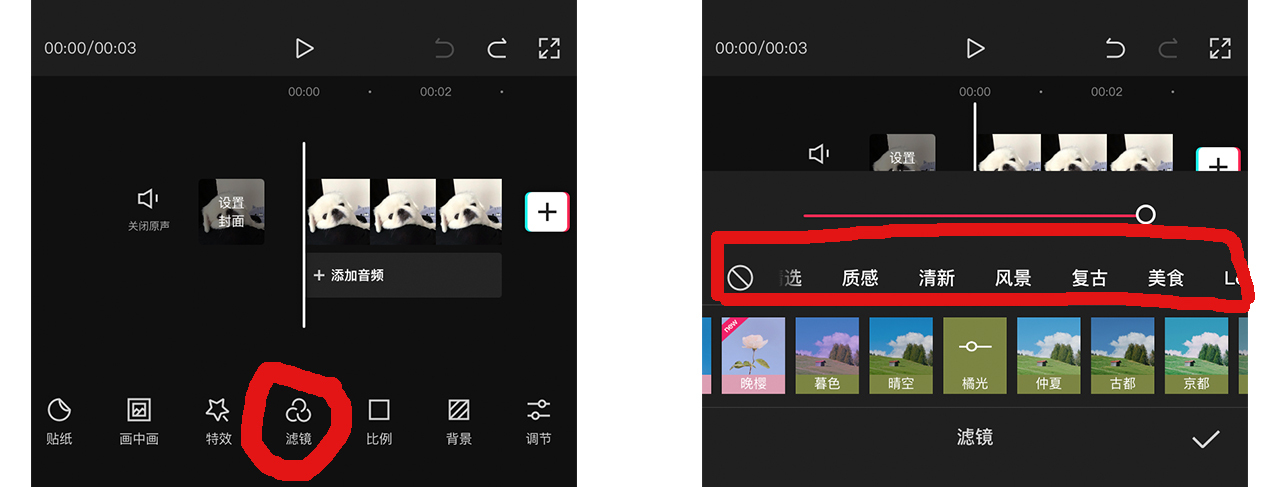 00:00/00:03
00:00
00:02
关闭原声
设置
封面
+ 添加音频
贴纸
画中画
特效
滤镜
比例
背景
调节
00:00/00:03
00:00
00:02
设置
选 质感 清新 风景 复古 美食
new
晚樱 暮色 晴空 橘光 仲夏 古都 京都
滤镜